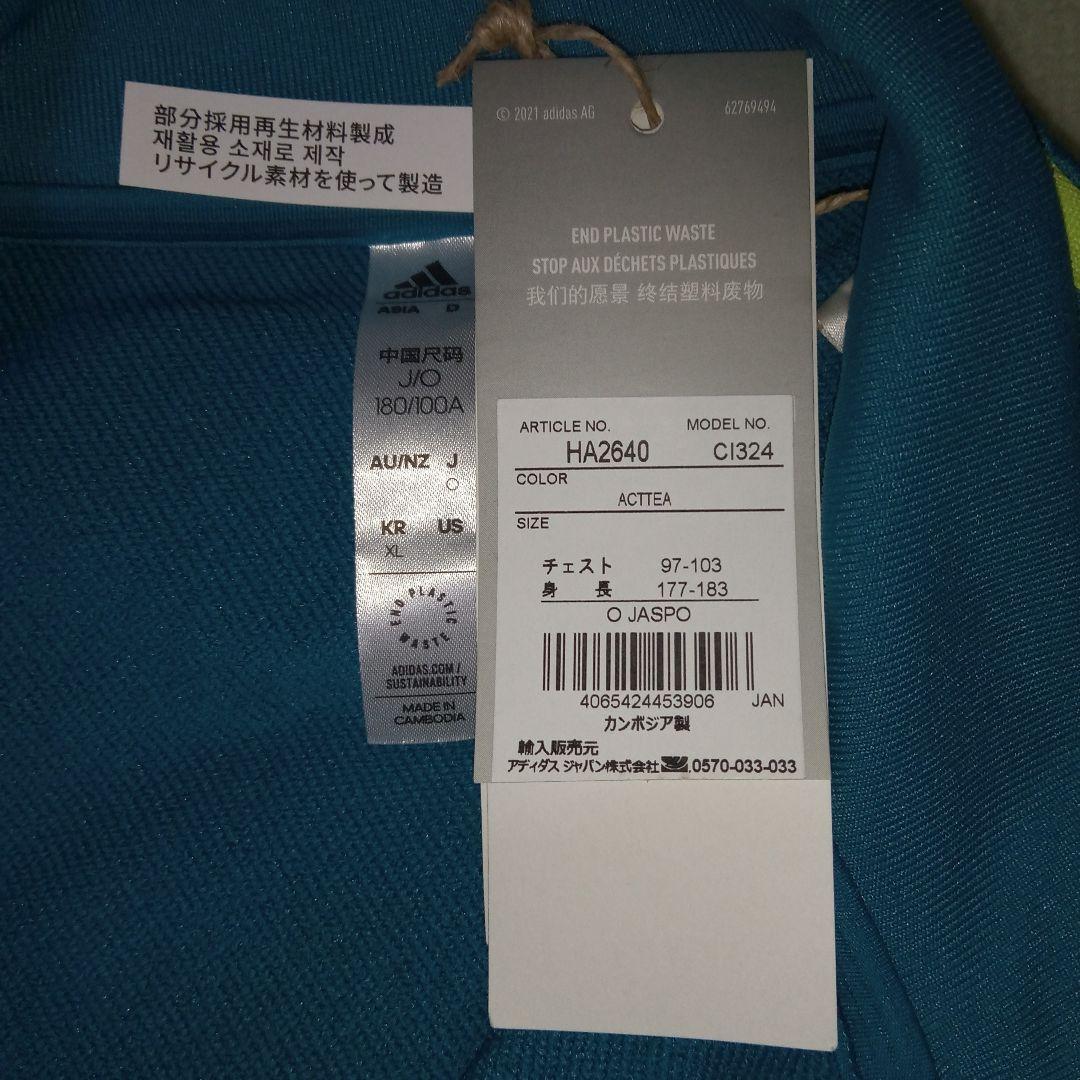 部分採用再生材料製成
재활용 소재로 제작
リサイクル素材を使って製造
adidas
ASIA D
中国尺码
J/O
180/100A
AU/NZ J
O
KR US
XL
END PLASTIC WASTE
ADIDAS.COM/
SUSTAINABILITY
MADE IN
CAMBODIA
© 2021 adidas AG 62769494
END PLASTIC WASTE
STOP AUX DÉCHETS PLASTIQUES
我们的愿景 终结塑料废物
ARTICLE NO. MODEL NO.
HA2640 CI324
COLOR
ACTTEA
SIZE
チェスト 97-103
身 長 177-183
O JASPO
4065424453906 JAN
カンボジア製
輸入販売元
アディダス ジャパン株式会社 0570-033-033